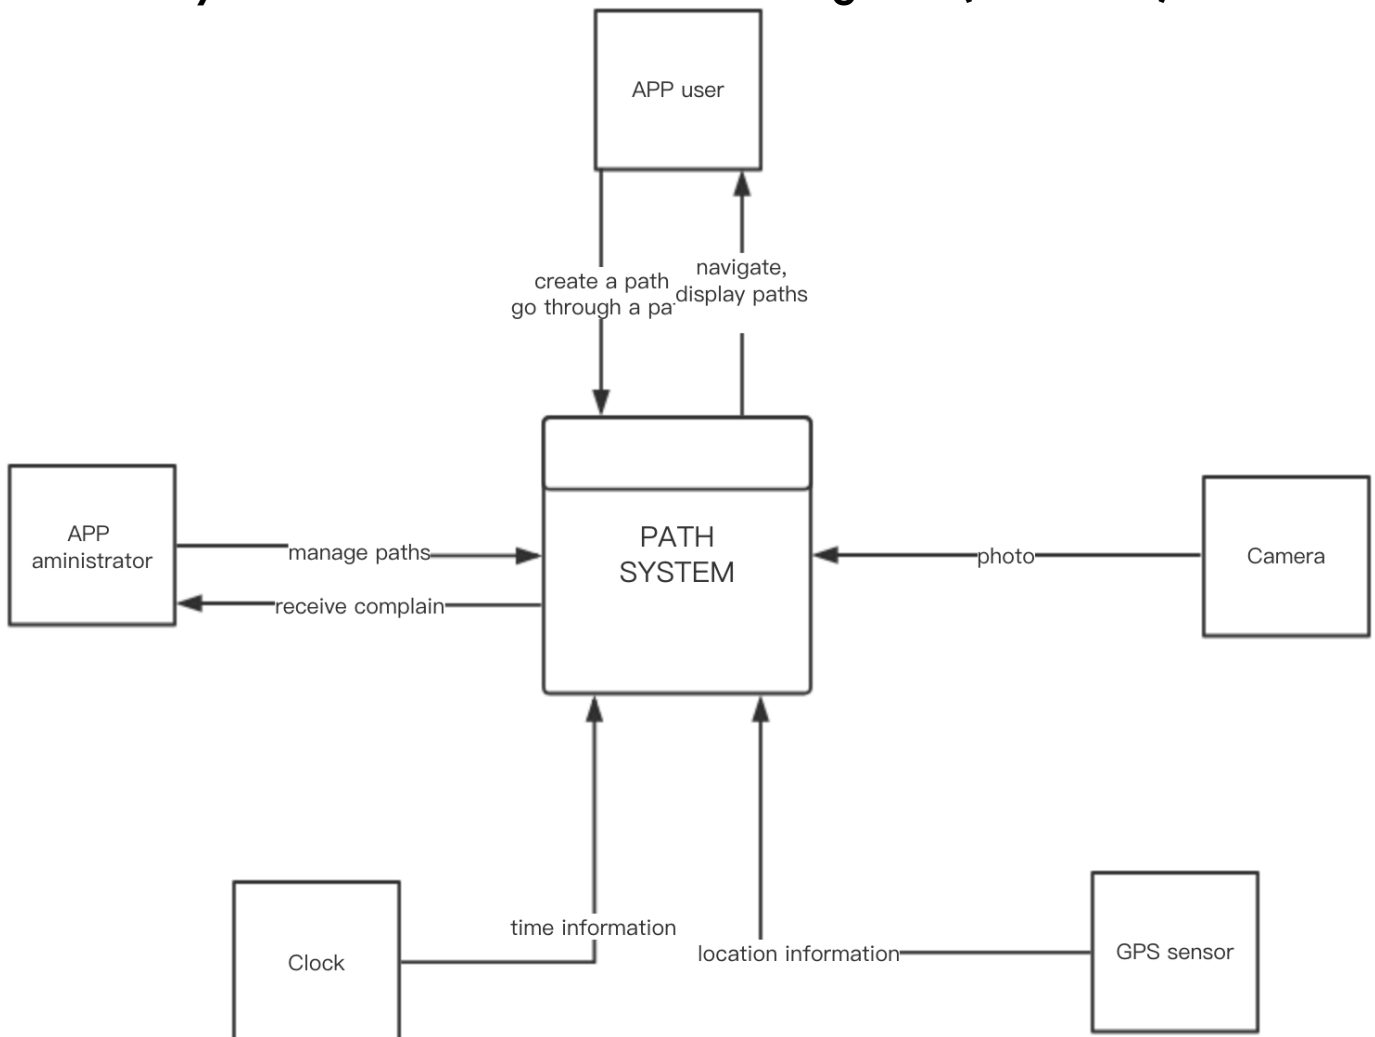 APP user
create a path
go through a pa
navigate,
display paths
APP
aministrator
manage paths
receive complain
PATH
SYSTEM
photo
Camera
time information
Clock
location information
GPS sensor